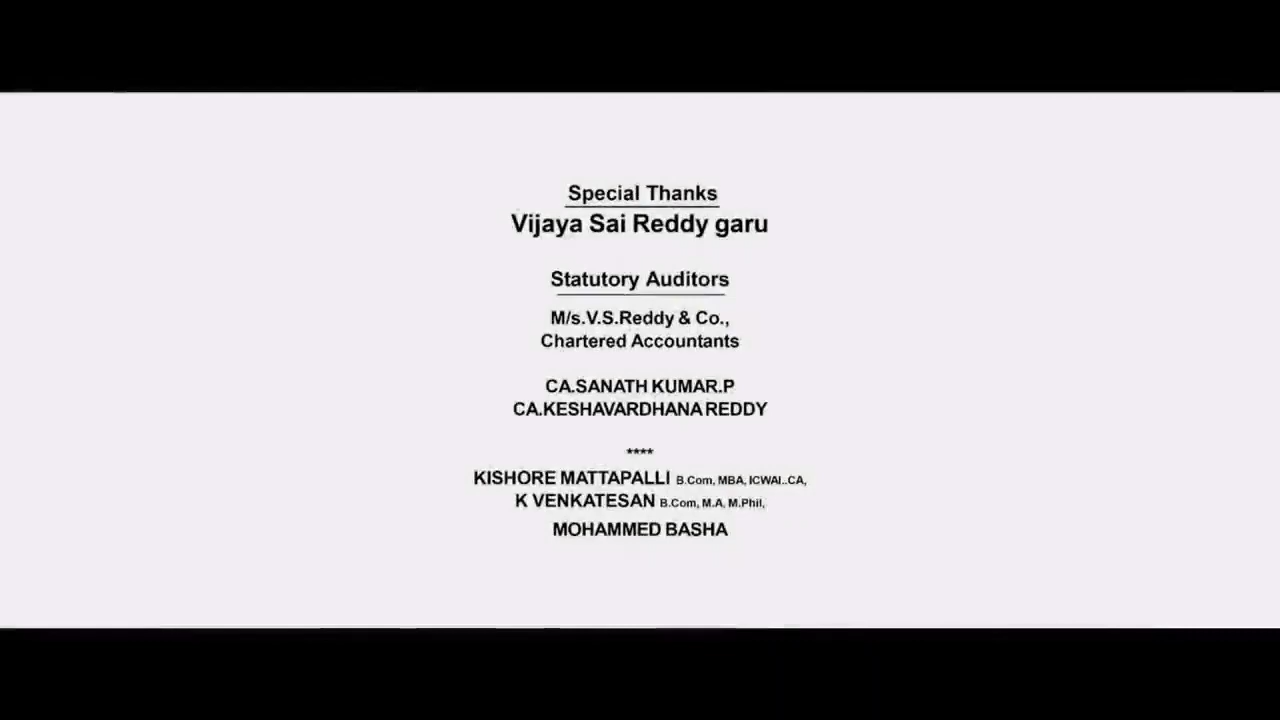 Special Thanks
Vijaya Sai Reddy garu
Statutory Auditors
M/s.V.S.Reddy & Co.,
Chartered Accountants
CA.SANATH KUMAR.P
CA.KESHAVARDHANA REDDY
****
KISHORE MATTAPALLI B.Com, MBA, ICWAI..CA,
K VENKATESAN B.Com, M.A, M.Phil,
MOHAMMED BASHA